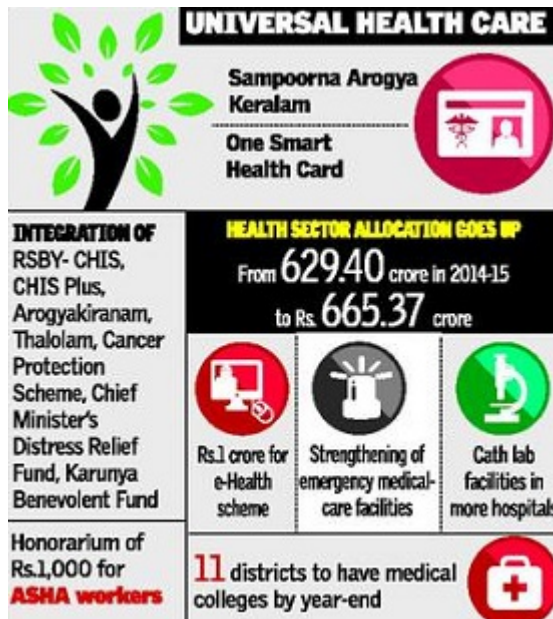 UNIVERSAL HEALTH CARE
Sampoorna Arogya
Keralam
One Smart
Health Card
INTEGRATION OF
RSBY- CHIS,
CHIS Plus,
Arogyakiranam,
Thalolam, Cancer
Protection
Scheme, Chief
Minister's
Distress Relief
Fund, Karunya
Benevolent Fund
Honorarium of
Rs.1,000 for
ASHA workers
HEALTH SECTOR ALLOCATION GOES UP
From 629.40 crore in 2014-15
to Rs. 665.37 crore
Rs.1 crore for
e-Health
scheme
Strengthening of
emergency medical-
care facilities
Cath lab
facilities in
more hospitals
11 districts to have medical
colleges by year-end